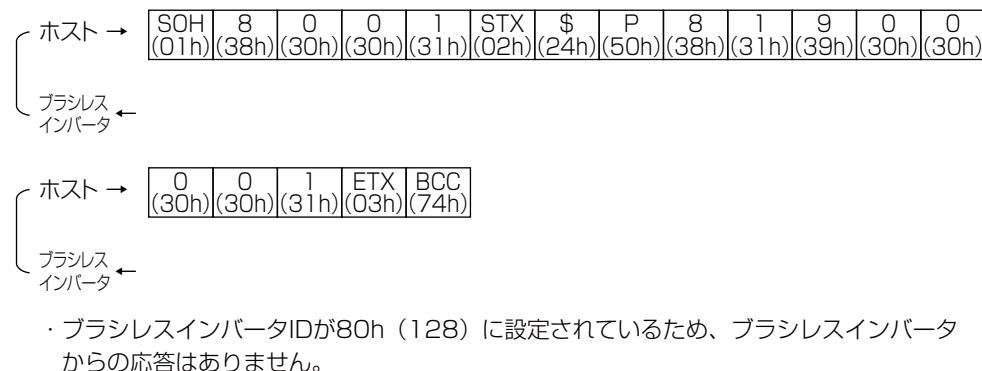 ホスト → SOH 8 0 0 1 STX $ P 8 1 9 0 0
(01h) (38h) (30h) (30h) (31h) (02h) (24h) (50h) (38h) (31h) (39h) (30h) (30h)
ブラシレス ←
インバータ
ホスト → 0 0 1 ETX BCC
(30h) (30h) (31h) (03h) (74h)
ブラシレス ←
インバータ
・ブラシレスインバータIDが80h（128）に設定されているため、ブラシレスインバータ
からの応答はありません。